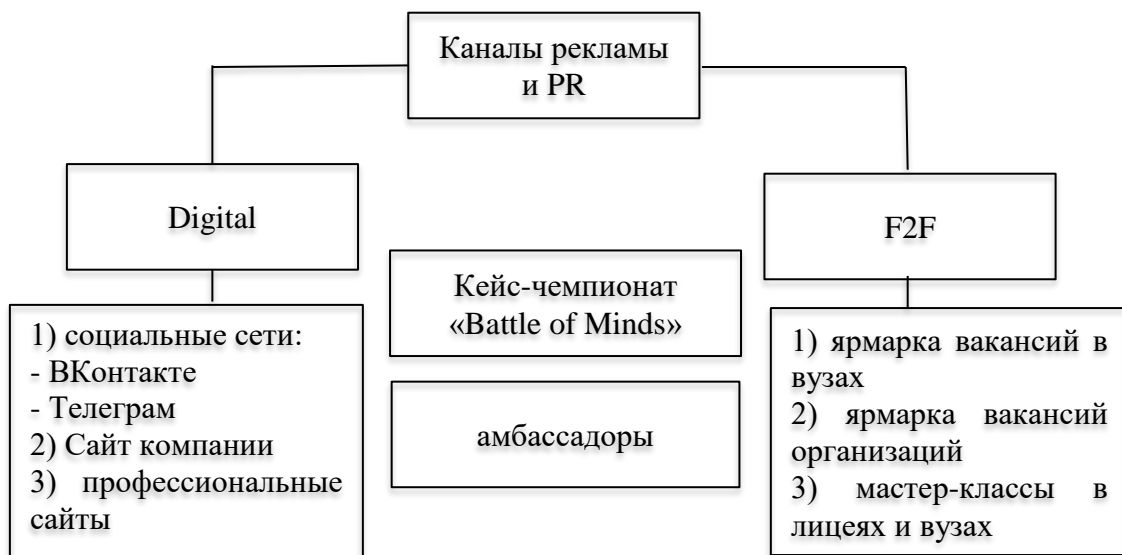 Каналы рекламы
и PR
Digital
F2F
Кейс-чемпионат
«Battle of Minds»
амбассадоры
1) социальные сети:
- ВКонтакте
- Телеграм
2) Сайт компании
3) профессиональные
сайты
1) ярмарка вакансий в
вузах
2) ярмарка вакансий
организаций
3) мастер-классы в
лицеях и вузах